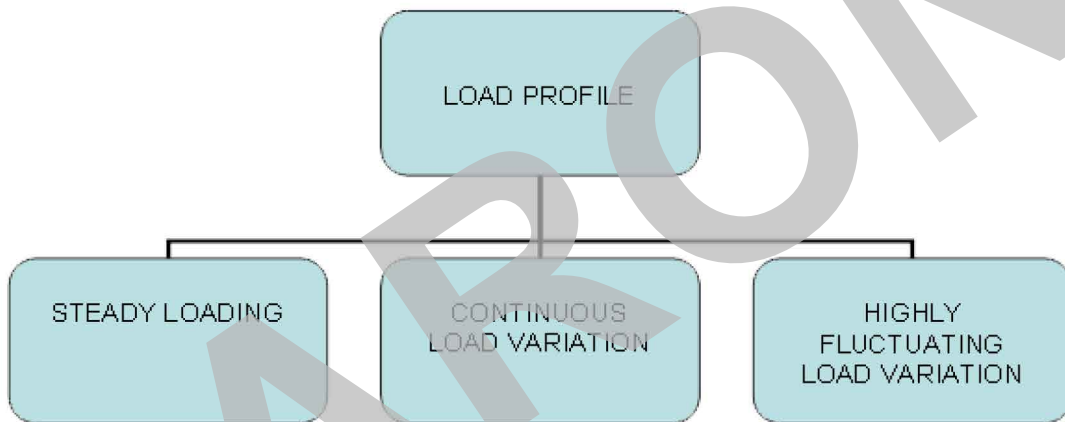 LOAD PROFILE
STEADY LOADING
CONTINUOUS
LOAD VARIATION
HIGHLY
FLUCTUATING
LOAD VARIATION